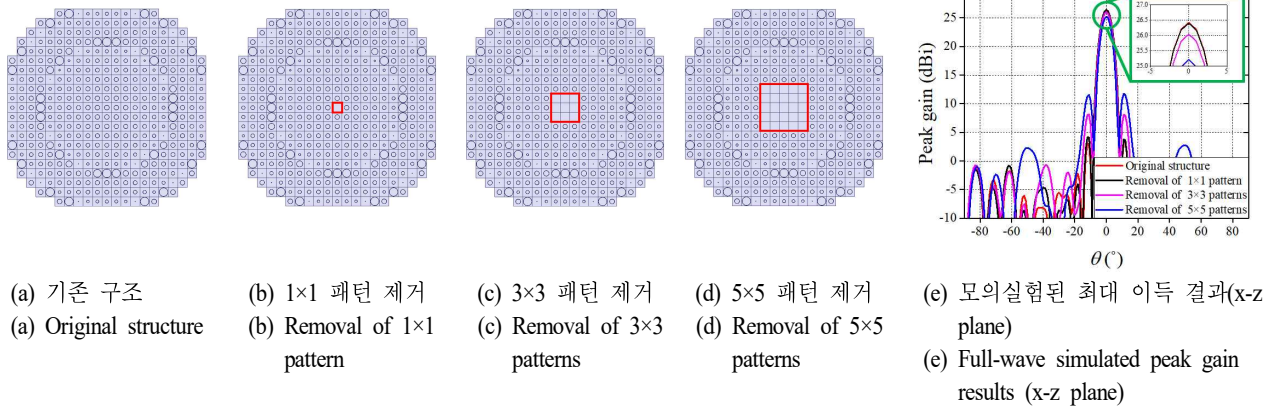 27.0
26.5
26.0
25.5
25.0
-5
0
5
25
20
15
10
5
0
-5
-10
Peak gain (dBi)
Original structure
Removal of 1×1 pattern
Removal of 3×3 patterns
Removal of 5×5 patterns
-80 -60 -40 -20 0 20 40 60 80
θ (°)
(a) 기존 구조
(a) Original structure
(b) 1×1 패턴 제거
(b) Removal of 1×1
pattern
(c) 3×3 패턴 제거
(c) Removal of 3×3
patterns
(d) 5×5 패턴 제거
(d) Removal of 5×5
patterns
(e) 모의실험된 최대 이득 결과(x-z
plane)
(e) Full-wave simulated peak gain
results (x-z plane)